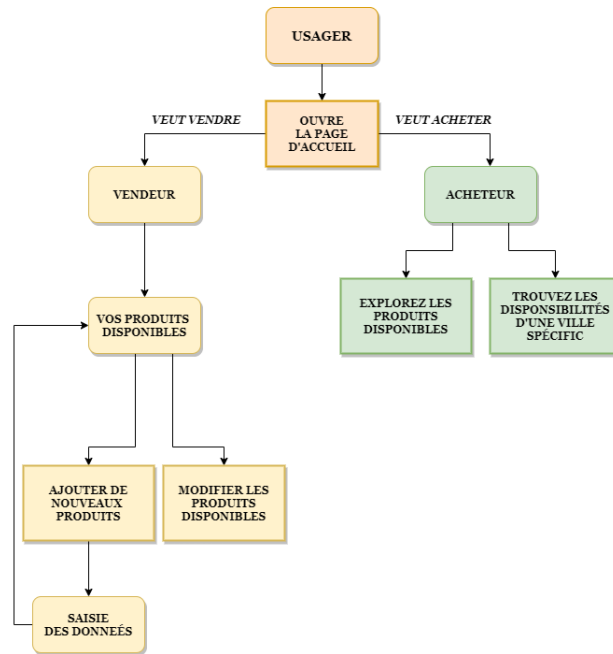 USAGER
OUVRE
LA PAGE
D'ACCUEIL
VEUT VENDRE
VEUT ACHETER
VENDEUR
ACHETEUR
VOS PRODUITS
DISPONIBLES
EXPLOREZ LES
PRODUITS
DISPONIBLES
TROUVEZ LES
DISPONSIBILITÉS
D'UNE VILLE
SPÉCIFIC
AJOUTER DE
NOUVEAUX
PRODUITS
MODIFIER LES
PRODUITS
DISPONIBLES
SAISIE
DES DONNEÉS